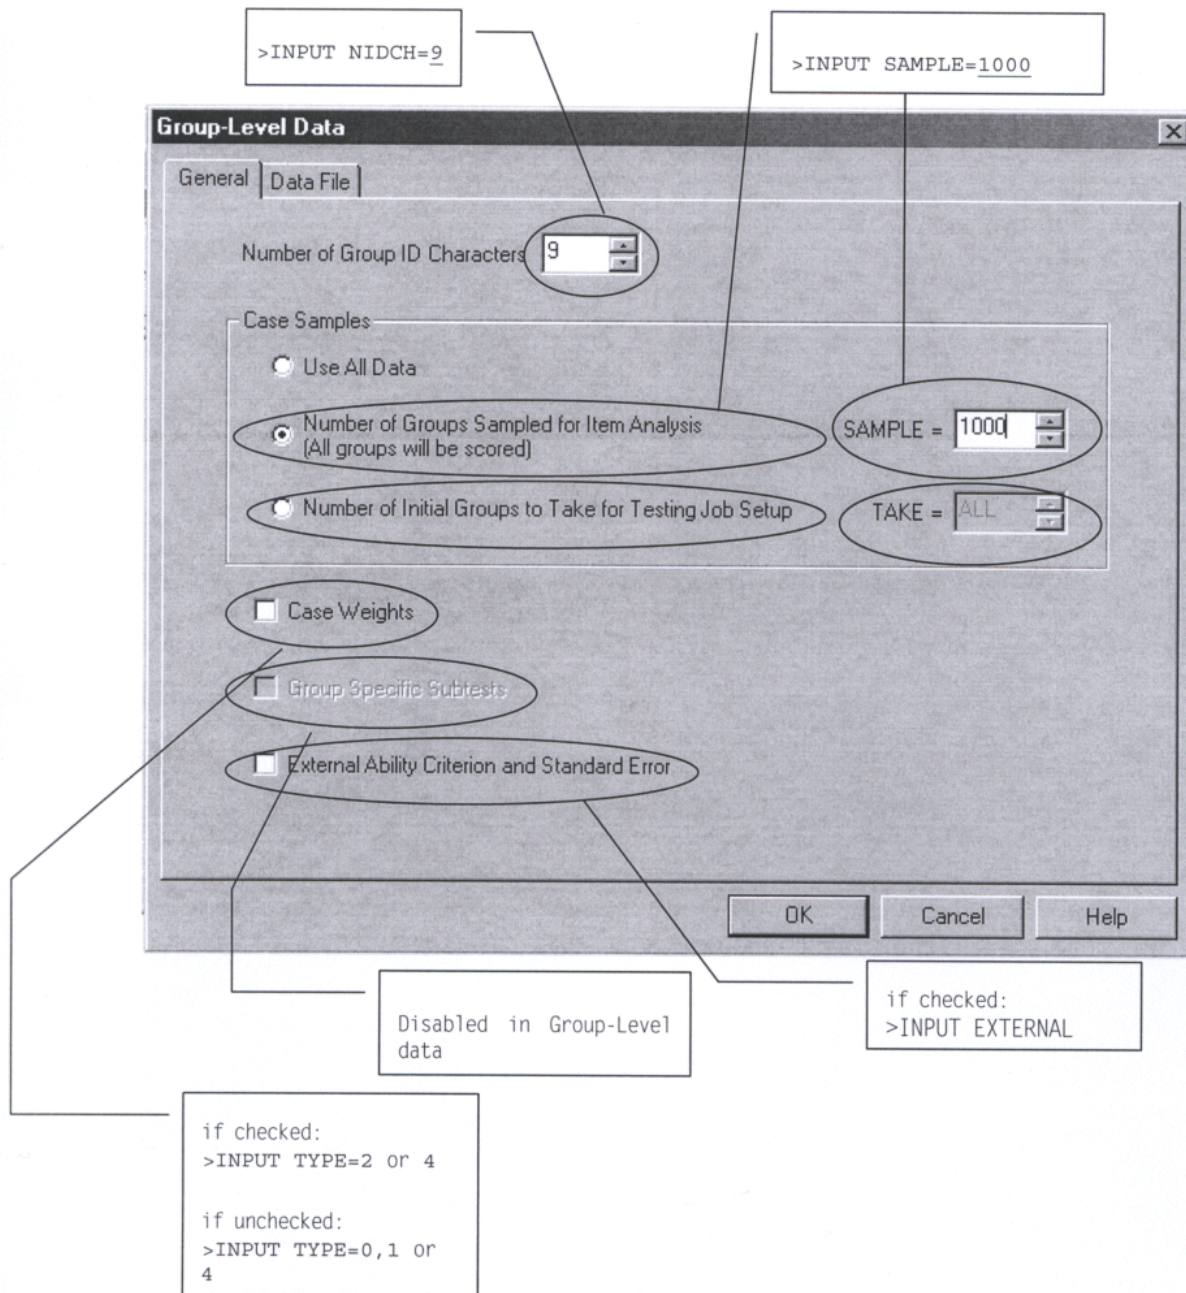 >INPUT NIDCH=9
>INPUT SAMPLE=1000
Group-Level Data
General
Data File
Number of Group ID Characters
9
Case Samples
Use All Data
Number of Groups Sampled for Item Analysis
(All groups will be scored)
SAMPLE =
1000
Number of Initial Groups to Take for Testing Job Setup
TAKE =
ALL
Case Weights
Group Specific Subtests
External Ability Criterion and Standard Error
OK
Cancel
Help
Disabled in Group-Level
data
if checked:
>INPUT EXTERNAL
if checked:
>INPUT TYPE=2 or 4
if unchecked:
>INPUT TYPE=0,1 or
4